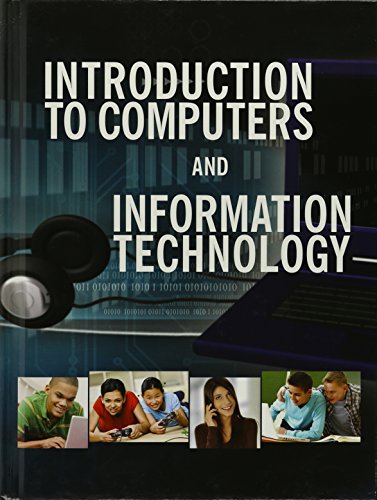 INTRODUCTION
TO COMPUTERS
AND
INFORMATION
TECHNOLOGY